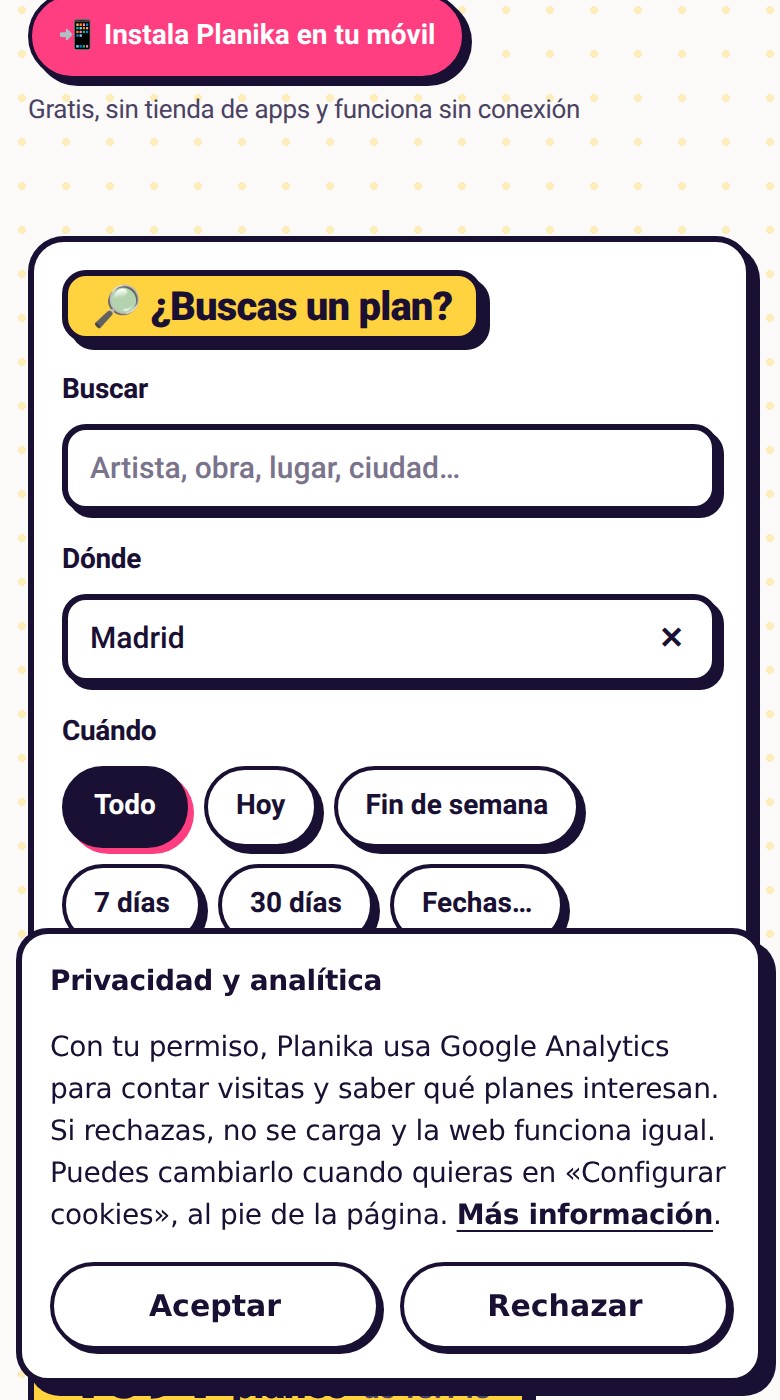 Instala Planika en tu móvil
Gratis, sin tienda de apps y funciona sin conexión
¿Buscas un plan?
Buscar
Artista, obra, lugar, ciudad…
Dónde
Madrid ✕
Cuándo
Todo Hoy Fin de semana
7 días 30 días Fechas…
Privacidad y analítica
Con tu permiso, Planika usa Google Analytics
para contar visitas y saber qué planes interesan.
Si rechazas, no se carga y la web funciona igual.
Puedes cambiarlo cuando quieras en «Configurar
cookies», al pie de la página. Más información.
Aceptar Rechazar